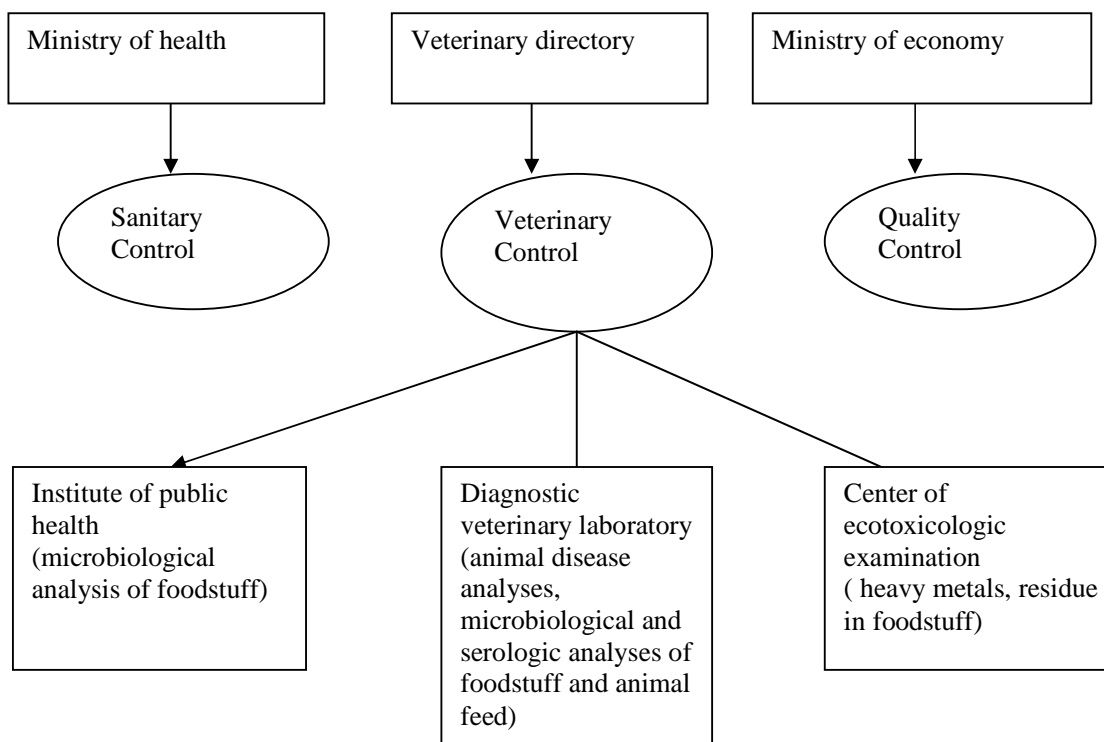 Ministry of health
Veterinary directory
Ministry of economy
Sanitary
Control
Veterinary
Control
Quality
Control
Institute of public
health
(microbiological
analysis of foodstuff)
Diagnostic
veterinary laboratory
(animal disease
analyses,
microbiological and
serologic analyses of
foodstuff and animal
feed)
Center of
ecotoxicologic
examination
( heavy metals, residue
in foodstuff)